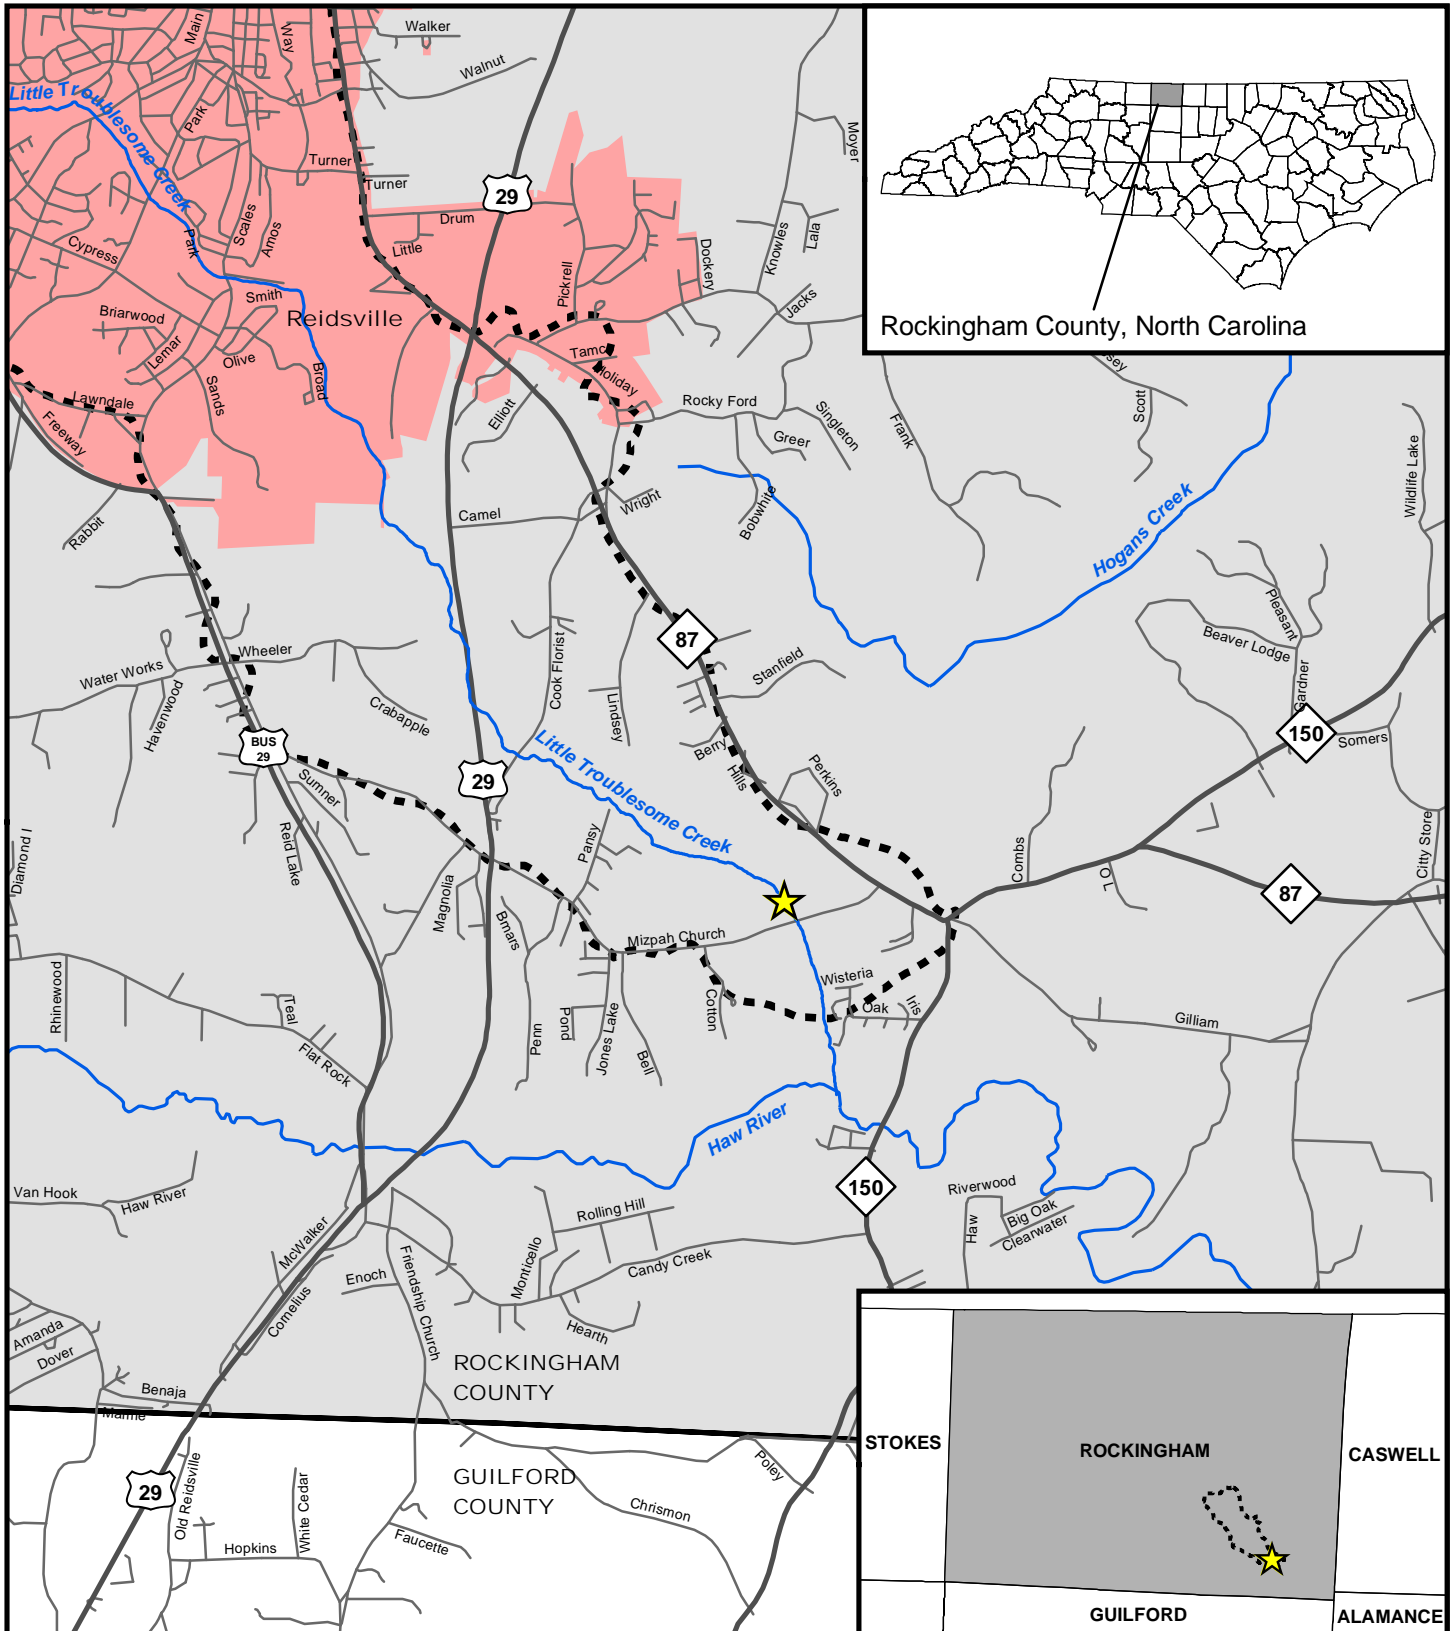 Walker
Main
Way
Walnut
Little Troublesome Creek
Park
Moyer
Turner
Turner
29
Drum
Scales
Amos
Park
Little
Cypress
Pickrell
Dockery
Knowles
Lala
Smith
Jacks
Reidsville
Briarwood
Rockingham County, North Carolina
Lemar
Olive
Tamc
Holiday
Broad
Sands
Lawndale
Rocky Ford
Singleton
Scott
Elliott
Frank
Freeway
Greer
Wildlife Lake
Wright
Bobwhite
Camel
Rabbit
Hogans Creek
Pleasant
87
Beaver Lodge
Wheeler
Stanfield
Cook Florist
Water Works
Gardner
Havenwood
Crabapple
Lindsey
150
Somers
BUS
29
Berry
Hills
Little Troublesome Creek
29
Sumner
Perkins
Reid Lake
Pansy
Diamond I
Combs
Citty Store
O L
87
Magnolia
Bmars
Mizpah Church
Wisteria
Rhinewood
Teal
Cotton
Oak
Iris
Penn
Pond
Jones Lake
Bell
Gilliam
Flat Rock
Haw River
Van Hook
Haw River
150
Riverwood
Rolling Hill
Big Oak
Haw
Clearwater
McWalker
Monticello
Candy Creek
Enoch
Friendship Church
Cornelius
Hearth
Amanda
Dover
ROCKINGHAM
COUNTY
Benaja
Mamie
STOKES
ROCKINGHAM
CASWELL
GUILFORD
COUNTY
Poley
29
Old Reidsville
White Cedar
Chrismon
Faucette
Hopkins
GUILFORD
ALAMANCE